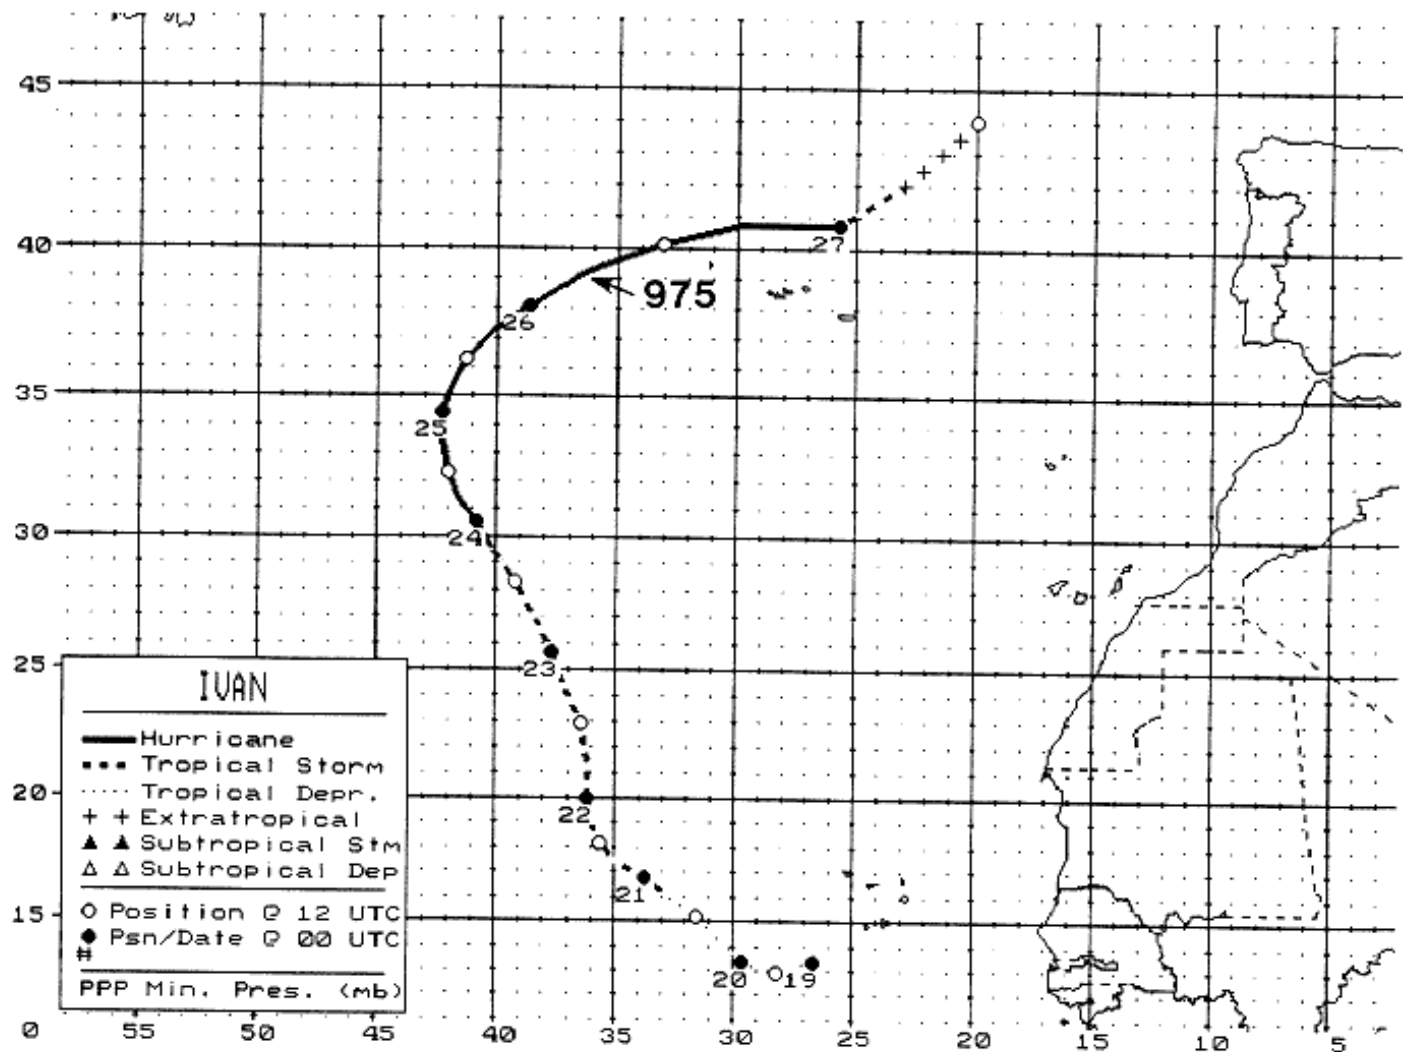 45
40
27
975
26
35
25
30
24
25
23
IVAN
Hurricane
Tropical Storm
Tropical Depr.
+ + Extratropical
▲ ▲ Subtropical Stm
△ △ Subtropical Dep
20
22
21
15
○ Position @ 12 UTC
● Psn/Date @ 00 UTC
#
PPP Min. Pres. (mb)
20
19
0 55 50 45 40 35 30 25 20 15 10 5